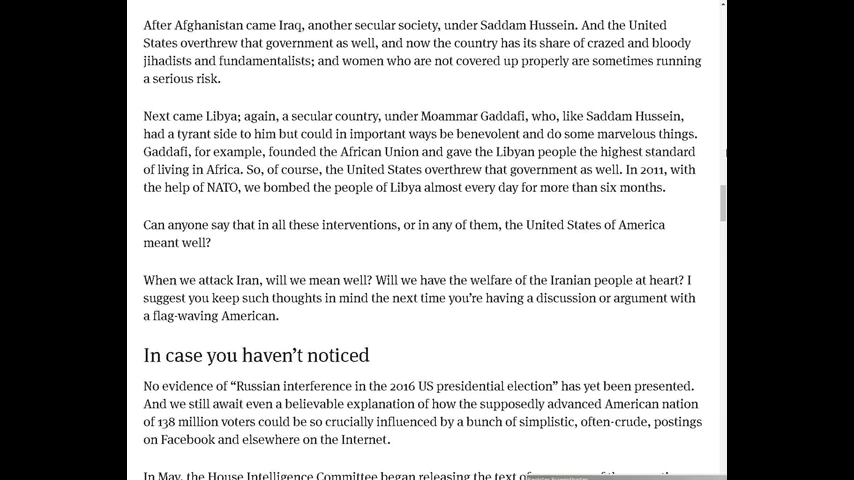 After Afghanistan came Iraq, another secular society, under Saddam Hussein. And the United
States overthrew that government as well, and now the country has its share of crazed and bloody
jihadists and fundamentalists; and women who are not covered up properly are sometimes running
a serious risk.
Next came Libya; again, a secular country, under Moammar Gaddafi, who, like Saddam Hussein,
had a tyrant side to him but could in important ways be benevolent and do some marvelous things.
Gaddafi, for example, founded the African Union and gave the Libyan people the highest standard
of living in Africa. So, of course, the United States overthrew that government as well. In 2011, with
the help of NATO, we bombed the people of Libya almost every day for more than six months.
Can anyone say that in all these interventions, or in any of them, the United States of America
meant well?
When we attack Iran, will we mean well? Will we have the welfare of the Iranian people at heart? I
suggest you keep such thoughts in mind the next time you’re having a discussion or argument with
a flag-waving American.
In case you haven’t noticed
No evidence of “Russian interference in the 2016 US presidential election” has yet been presented.
And we still await even a believable explanation of how the supposedly advanced American nation
of 138 million voters could be so crucially influenced by a bunch of simplistic, often-crude, postings
on Facebook and elsewhere on the Internet.
In May, the House Intelligence Committee began releasing the text of